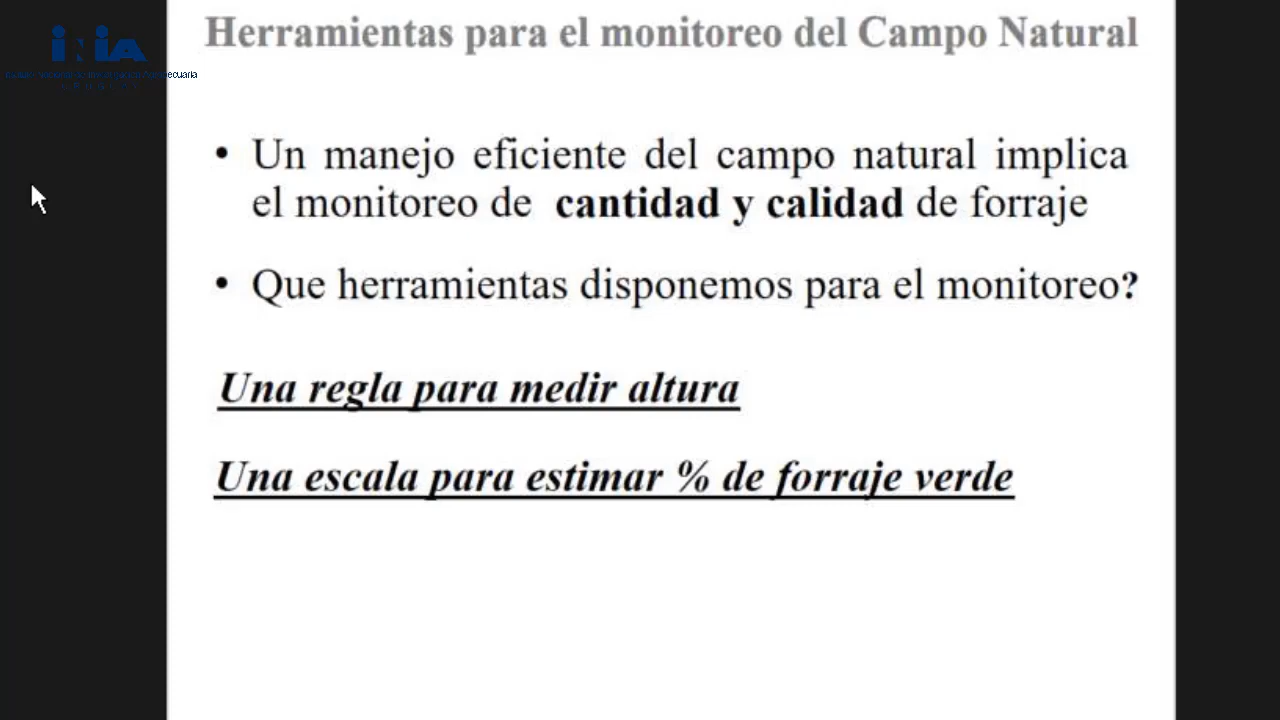 Herramientas para el monitoreo del Campo Natural
inia
• Un manejo eficiente del campo natural implica
el monitoreo de cantidad y calidad de forraje
• Que herramientas disponemos para el monitoreo?
Una regla para medir altura
Una escala para estimar % de forraje verde